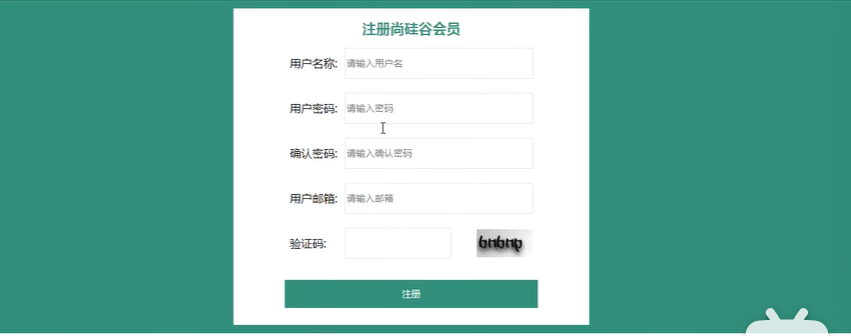 注册尚硅谷会员
用户名称: 请输入用户名
用户密码: 请输入密码
确认密码: 请输入确认密码
用户邮箱: 请输入邮箱
验证码:
注册